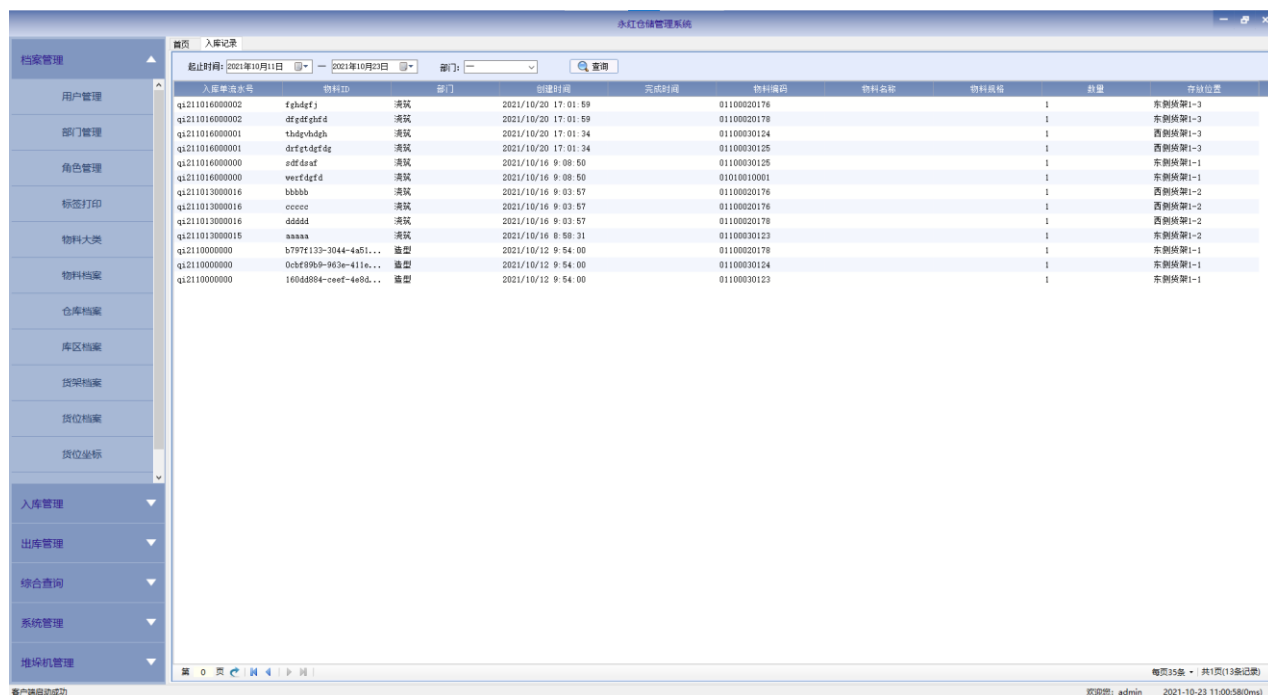 永红仓储管理系统
档案管理
用户管理
部门管理
角色管理
标签打印
物料大类
物料档案
仓库档案
库区档案
货架档案
货位档案
货位坐标
入库管理
出库管理
综合查询
系统管理
堆垛机管理
首页 入库记录
起止时间: 2021年10月11日 — 2021年10月23日 部门: — 查询
入库单流水号 物料ID 部门 创建时间 完成时间 物料编码 物料名称 物料规格 数量 存放位置
qi211016000002 fghdgfj 浇筑 2021/10/20 17:01:59 01100020176 1 东侧货架1-3
qi211016000002 dfgdfghfd 浇筑 2021/10/20 17:01:59 01100020178 1 东侧货架1-3
qi211016000001 thdgvhdgh 浇筑 2021/10/20 17:01:34 01100030124 1 西侧货架1-3
qi211016000001 drfgtdgfdg 浇筑 2021/10/20 17:01:34 01100030125 1 西侧货架1-3
qi211016000000 sdfdsaf 浇筑 2021/10/16 9:08:50 01100030125 1 东侧货架1-1
qi211016000000 werfdgfd 浇筑 2021/10/16 9:08:50 01010010001 1 东侧货架1-1
qi211013000016 bbbbb 浇筑 2021/10/16 9:03:57 01100020176 1 西侧货架1-2
qi211013000016 ccccc 浇筑 2021/10/16 9:03:57 01100020176 1 西侧货架1-2
qi211013000016 ddddd 浇筑 2021/10/16 9:03:57 01100020178 1 西侧货架1-2
qi211013000015 aaaaa 浇筑 2021/10/16 8:58:31 01100030123 1 东侧货架1-2
qi2110000000 b797f133-3044-4a51... 造型 2021/10/12 9:54:00 01100020178 1 东侧货架1-1
qi2110000000 0cbf89b9-963e-411e... 造型 2021/10/12 9:54:00 01100030124 1 东侧货架1-1
qi2110000000 160dd884-ceef-4e8d... 造型 2021/10/12 9:54:00 01100030123 1 东侧货架1-1
第 0 页 每页35条 共1页(13条记录)
客户端启动成功 欢迎您: admin 2021-10-23 11:00:58(0ms)